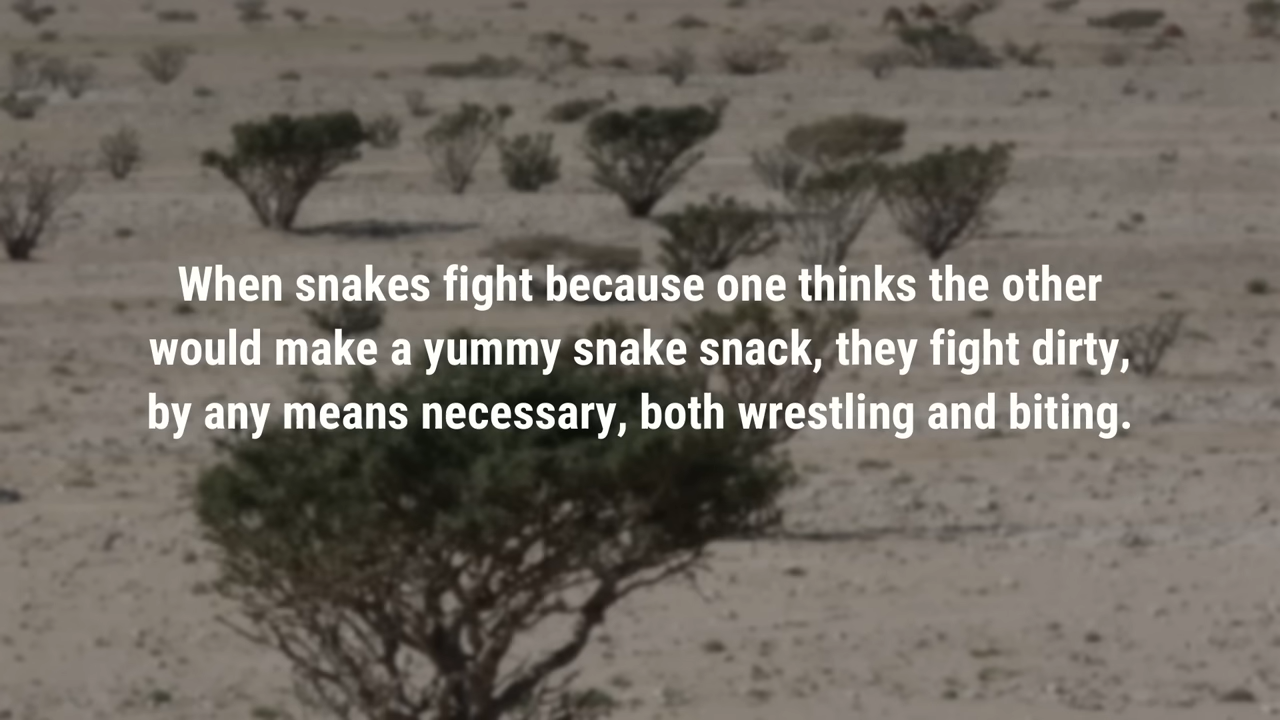 When snakes fight because one thinks the other
would make a yummy snake snack, they fight dirty,
by any means necessary, both wrestling and biting.